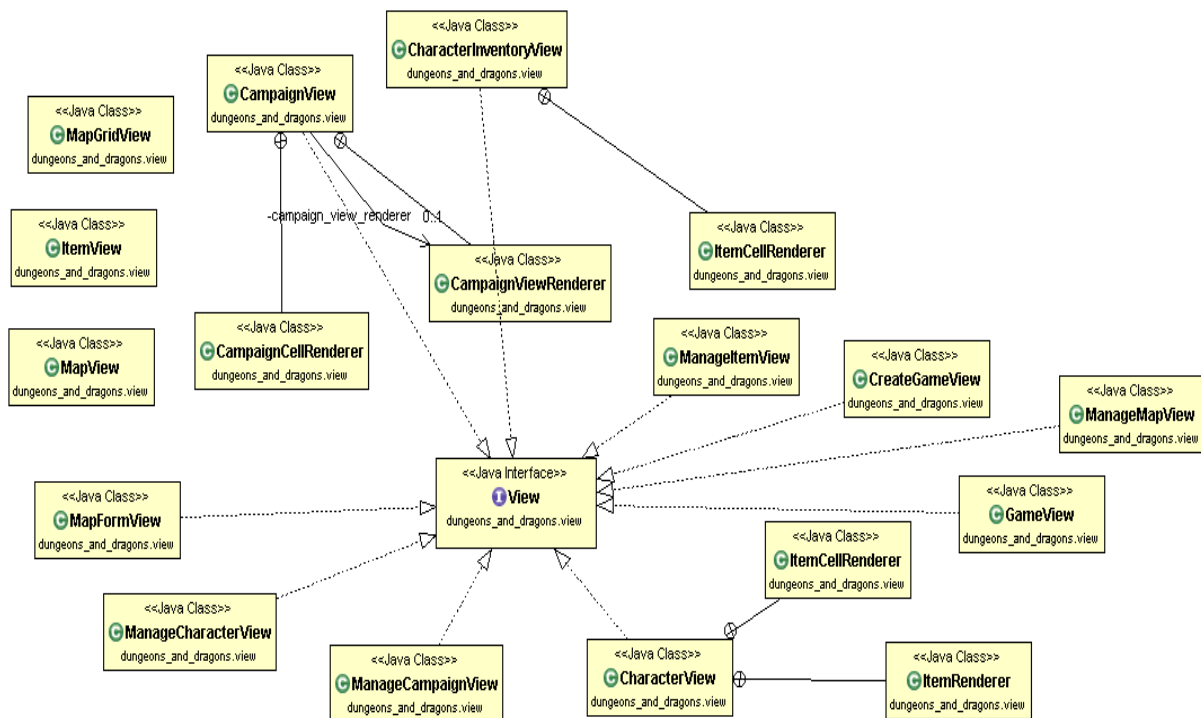 <<Java Class>>
CharacterInventoryView
dungeons_and_dragons.view
<<Java Class>>
CampaignView
dungeons_and_dragons.view
<<Java Class>>
MapGridView
dungeons_and_dragons.view
<<Java Class>>
ItemView
dungeons_and_dragons.view
-campaign_view_renderer 0..1
<<Java Class>>
ItemCellRenderer
dungeons_and_dragons.view
<<Java Class>>
CampaignViewRenderer
dungeons_and_dragons.view
<<Java Class>>
CampaignCellRenderer
dungeons_and_dragons.view
<<Java Class>>
MapView
dungeons_and_dragons.view
<<Java Class>>
ManageItemView
dungeons_and_dragons.view
<<Java Class>>
CreateGameView
dungeons_and_dragons.view
<<Java Class>>
ManageMapView
dungeons_and_dragons.view
<<Java Interface>>
View
dungeons_and_dragons.view
<<Java Class>>
MapFormView
dungeons_and_dragons.view
<<Java Class>>
GameView
dungeons_and_dragons.view
<<Java Class>>
ItemCellRenderer
dungeons_and_dragons.view
<<Java Class>>
ManageCharacterView
dungeons_and_dragons.view
<<Java Class>>
ManageCampaignView
dungeons_and_dragons.view
<<Java Class>>
CharacterView
dungeons_and_dragons.view
<<Java Class>>
ItemRenderer
dungeons_and_dragons.view